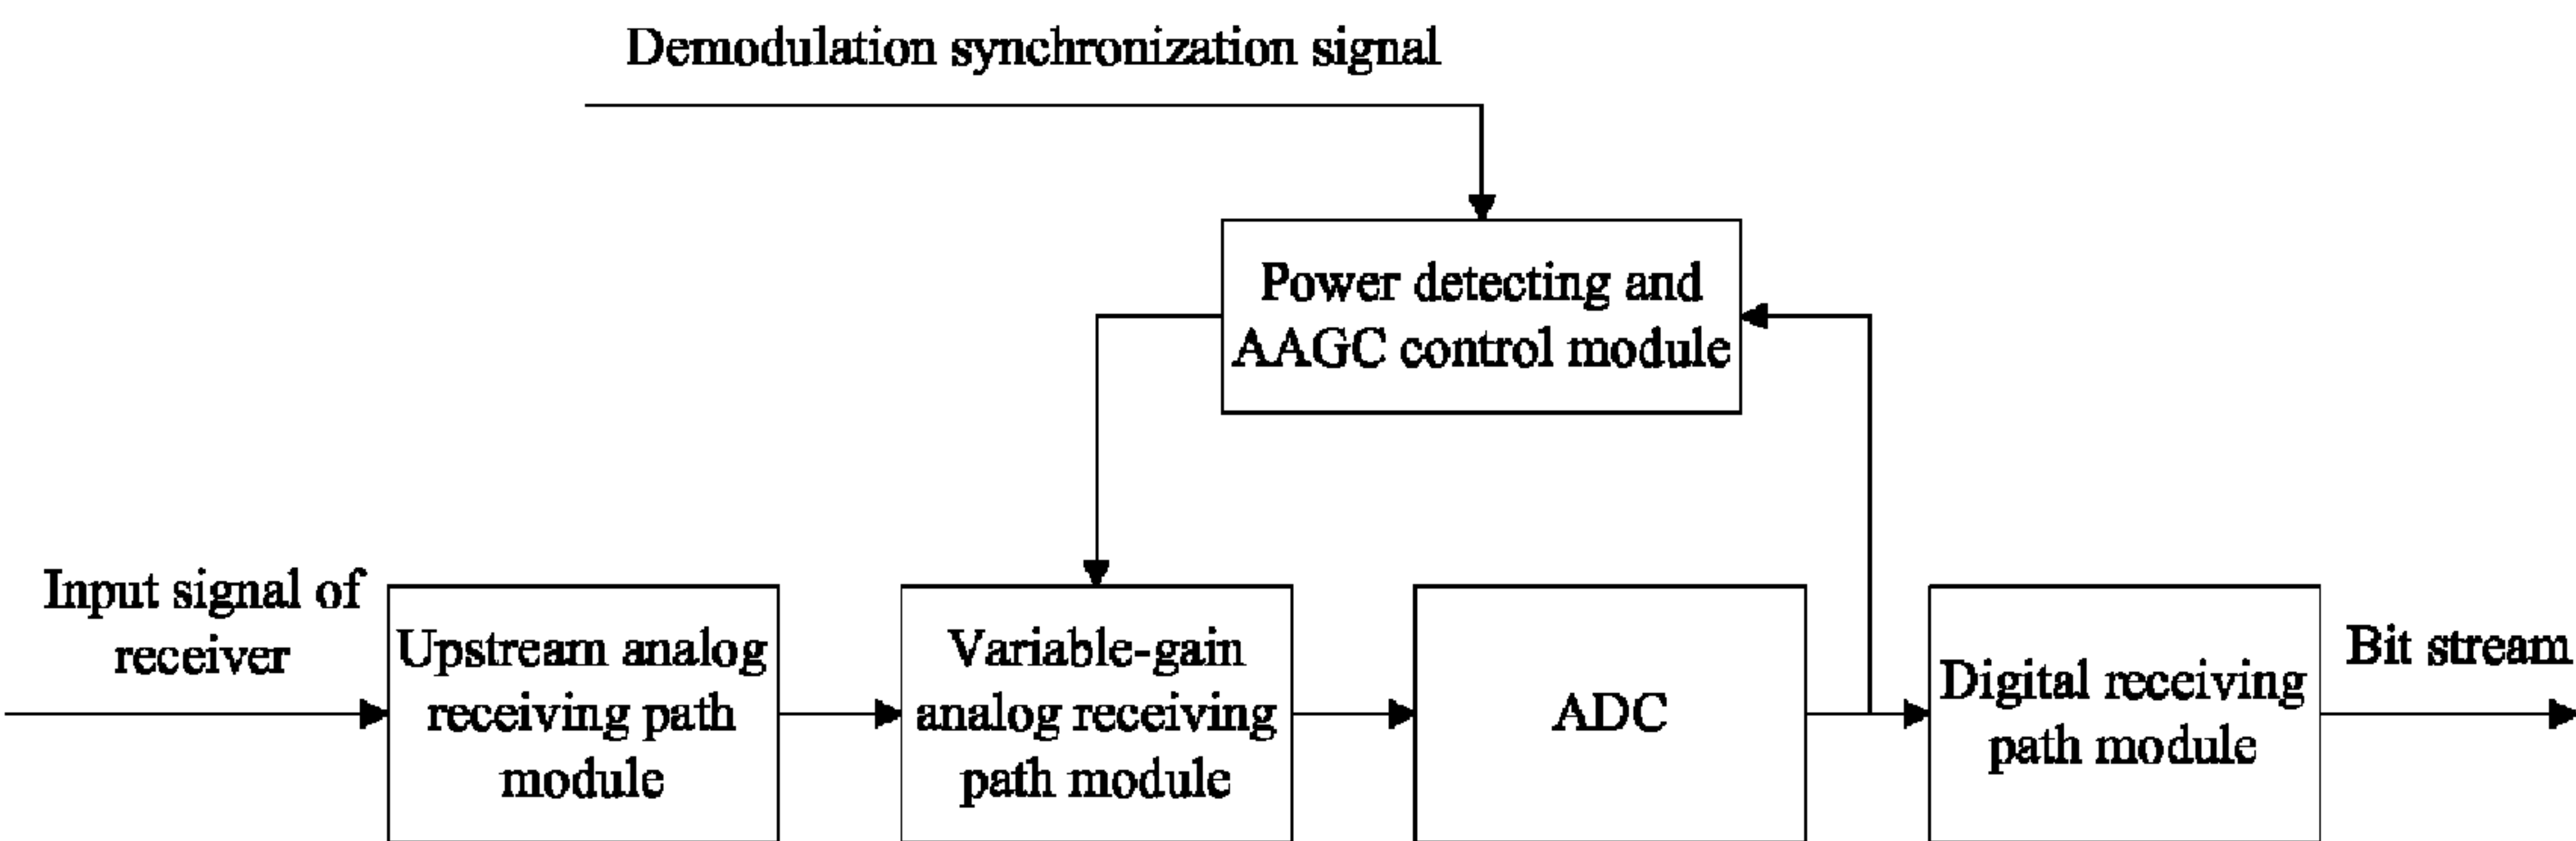 Demodulation synchronization signal
Power detecting and
AAGC control module
Input signal of
receiver
Upstream analog
receiving path
module
Variable-gain
analog receiving
path module
ADC
Digital receiving
path module
Bit stream